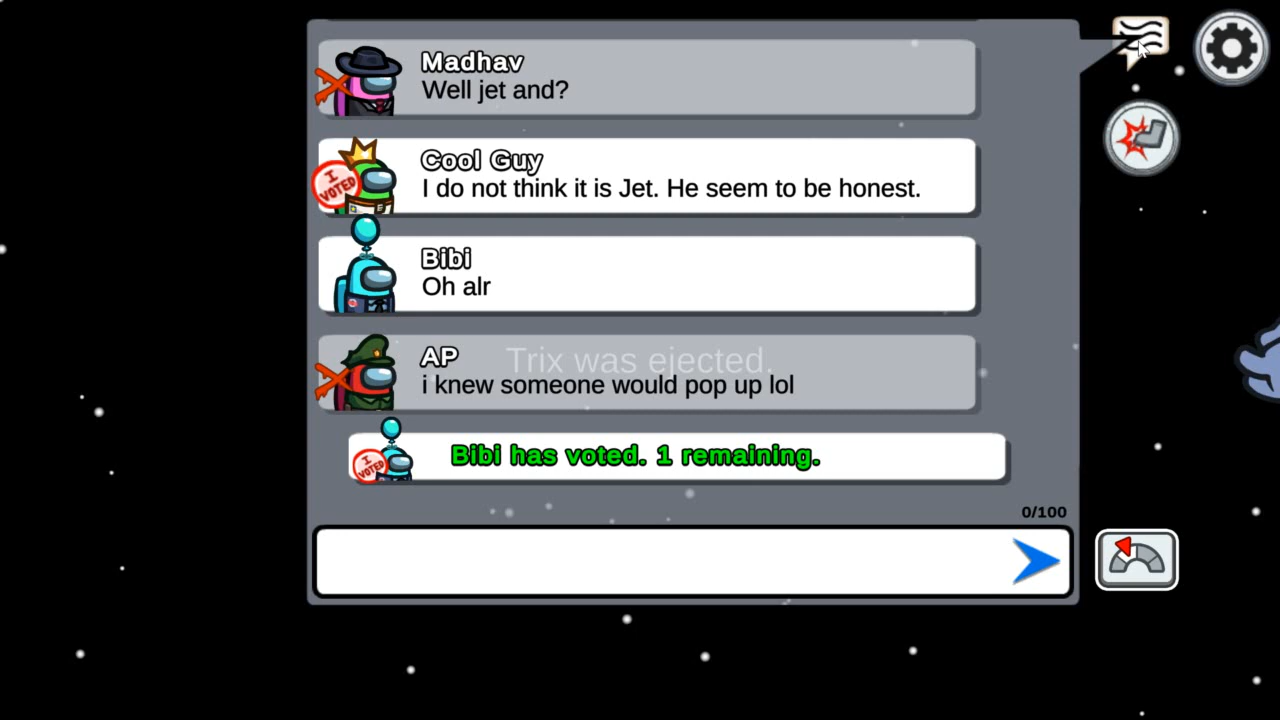 Madhav
Well jet and?
Cool Guy
I VOTED
I do not think it is Jet. He seem to be honest.
Bibi
Oh alr
Trix was ejected.
AP
i knew someone would pop up lol
I VOTED
Bibi has voted. 1 remaining.
0/100